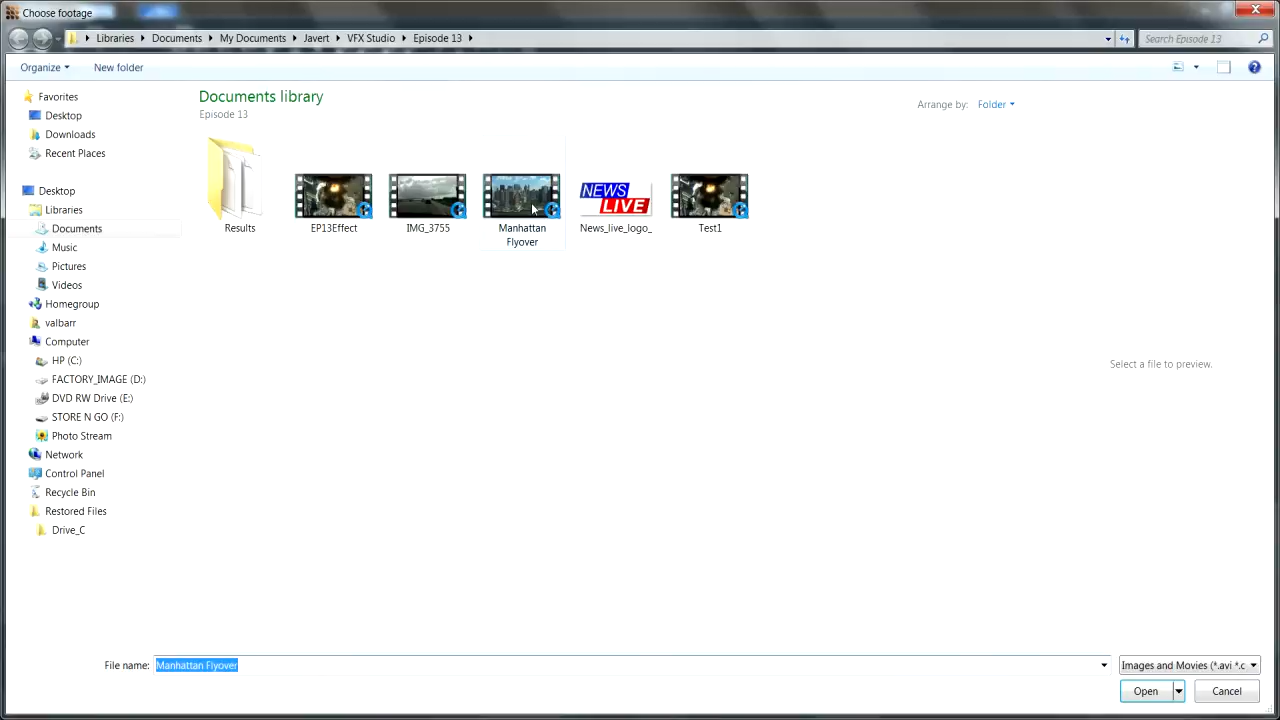 Choose footage
Libraries Documents My Documents Javert VFX Studio Episode 13
Search Episode 13
Organize New folder
Favorites
Desktop
Downloads
Recent Places
Desktop
Libraries
Documents
Music
Pictures
Videos
Homegroup
valbarr
Computer
HP (C:)
FACTORY_IMAGE (D:)
DVD RW Drive (E:)
STORE N GO (F:)
Photo Stream
Network
Control Panel
Recycle Bin
Restored Files
Drive_C
Documents library
Episode 13
Arrange by: Folder
NEWS
LIVE
Results
EP13Effect
IMG_3755
Manhattan
Flyover
News_live_logo_
Test1
Select a file to preview.
File name: Manhattan Flyover
Images and Movies (*.avi *.c
Open Cancel